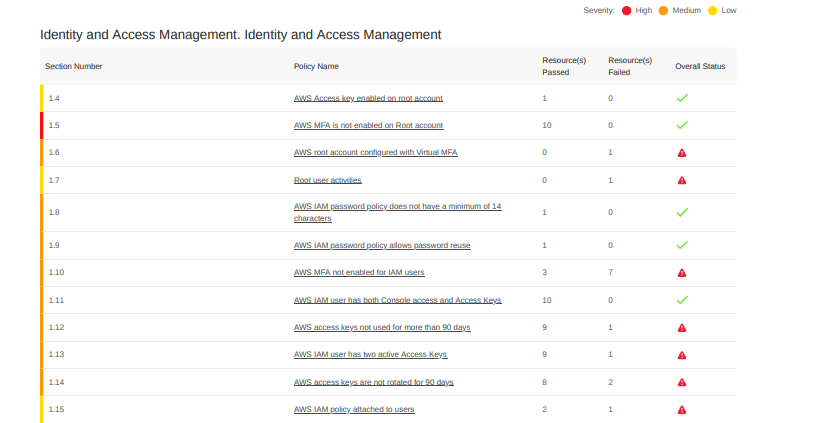 Severity: High Medium Low
Identity and Access Management. Identity and Access Management
Section Number Policy Name Resource(s) Passed Resource(s) Failed Overall Status
1.4 AWS Access key enabled on root account 1 0
1.5 AWS MFA is not enabled on Root account 10 0
1.6 AWS root account configured with Virtual MFA 0 1
1.7 Root user activities 0 1
1.8 AWS IAM password policy does not have a minimum of 14 1 0
characters
1.9 AWS IAM password policy allows password reuse 1 0
1.10 AWS MFA not enabled for IAM users 3 7
1.11 AWS IAM user has both Console access and Access Keys 10 0
1.12 AWS access keys not used for more than 90 days 9 1
1.13 AWS IAM user has two active Access Keys 9 1
1.14 AWS access keys are not rotated for 90 days 8 2
1.15 AWS IAM policy attached to users 2 1